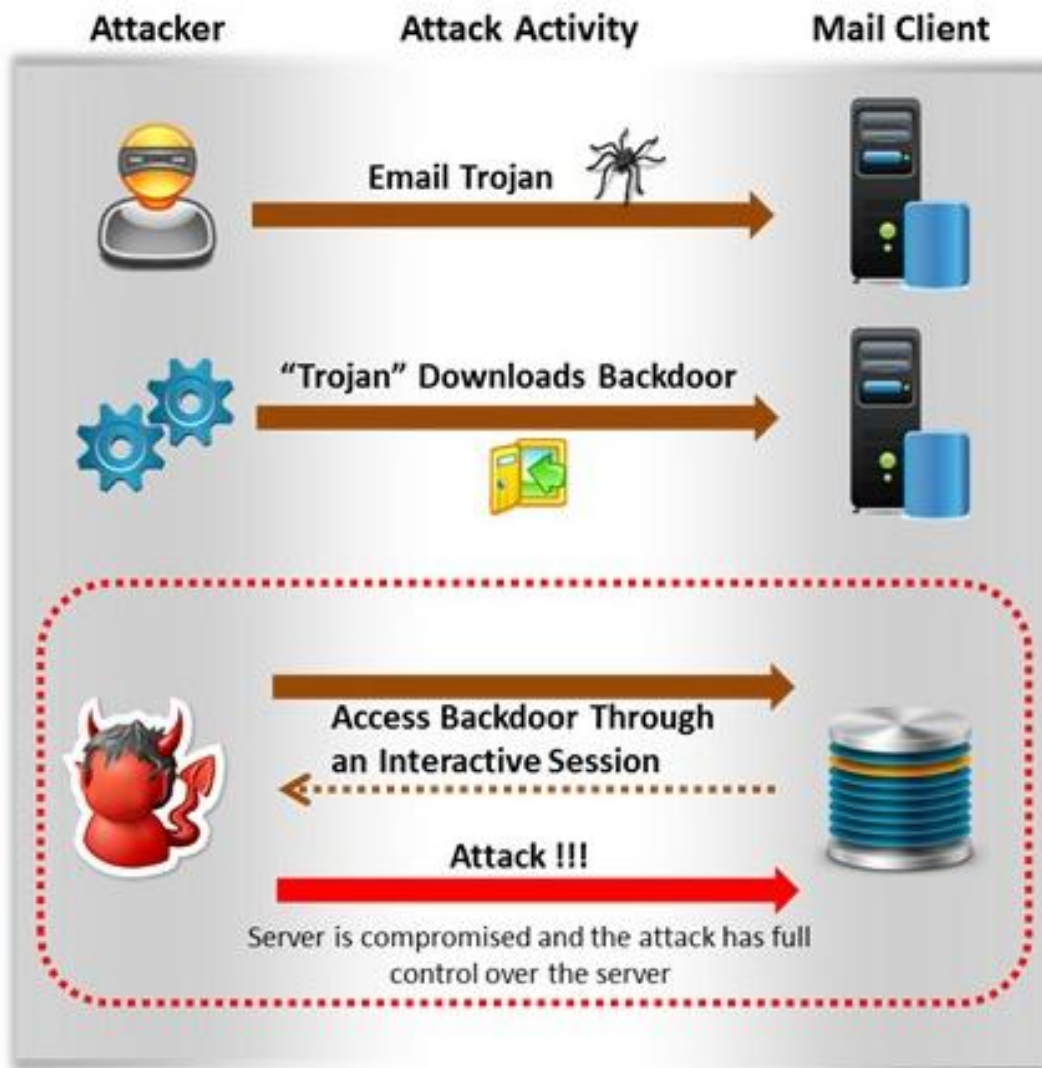 Attacker
Attack Activity
Mail Client
Email Trojan
“Trojan” Downloads Backdoor
Access Backdoor Through
an Interactive Session
Attack !!!
Server is compromised and the attack has full
control over the server